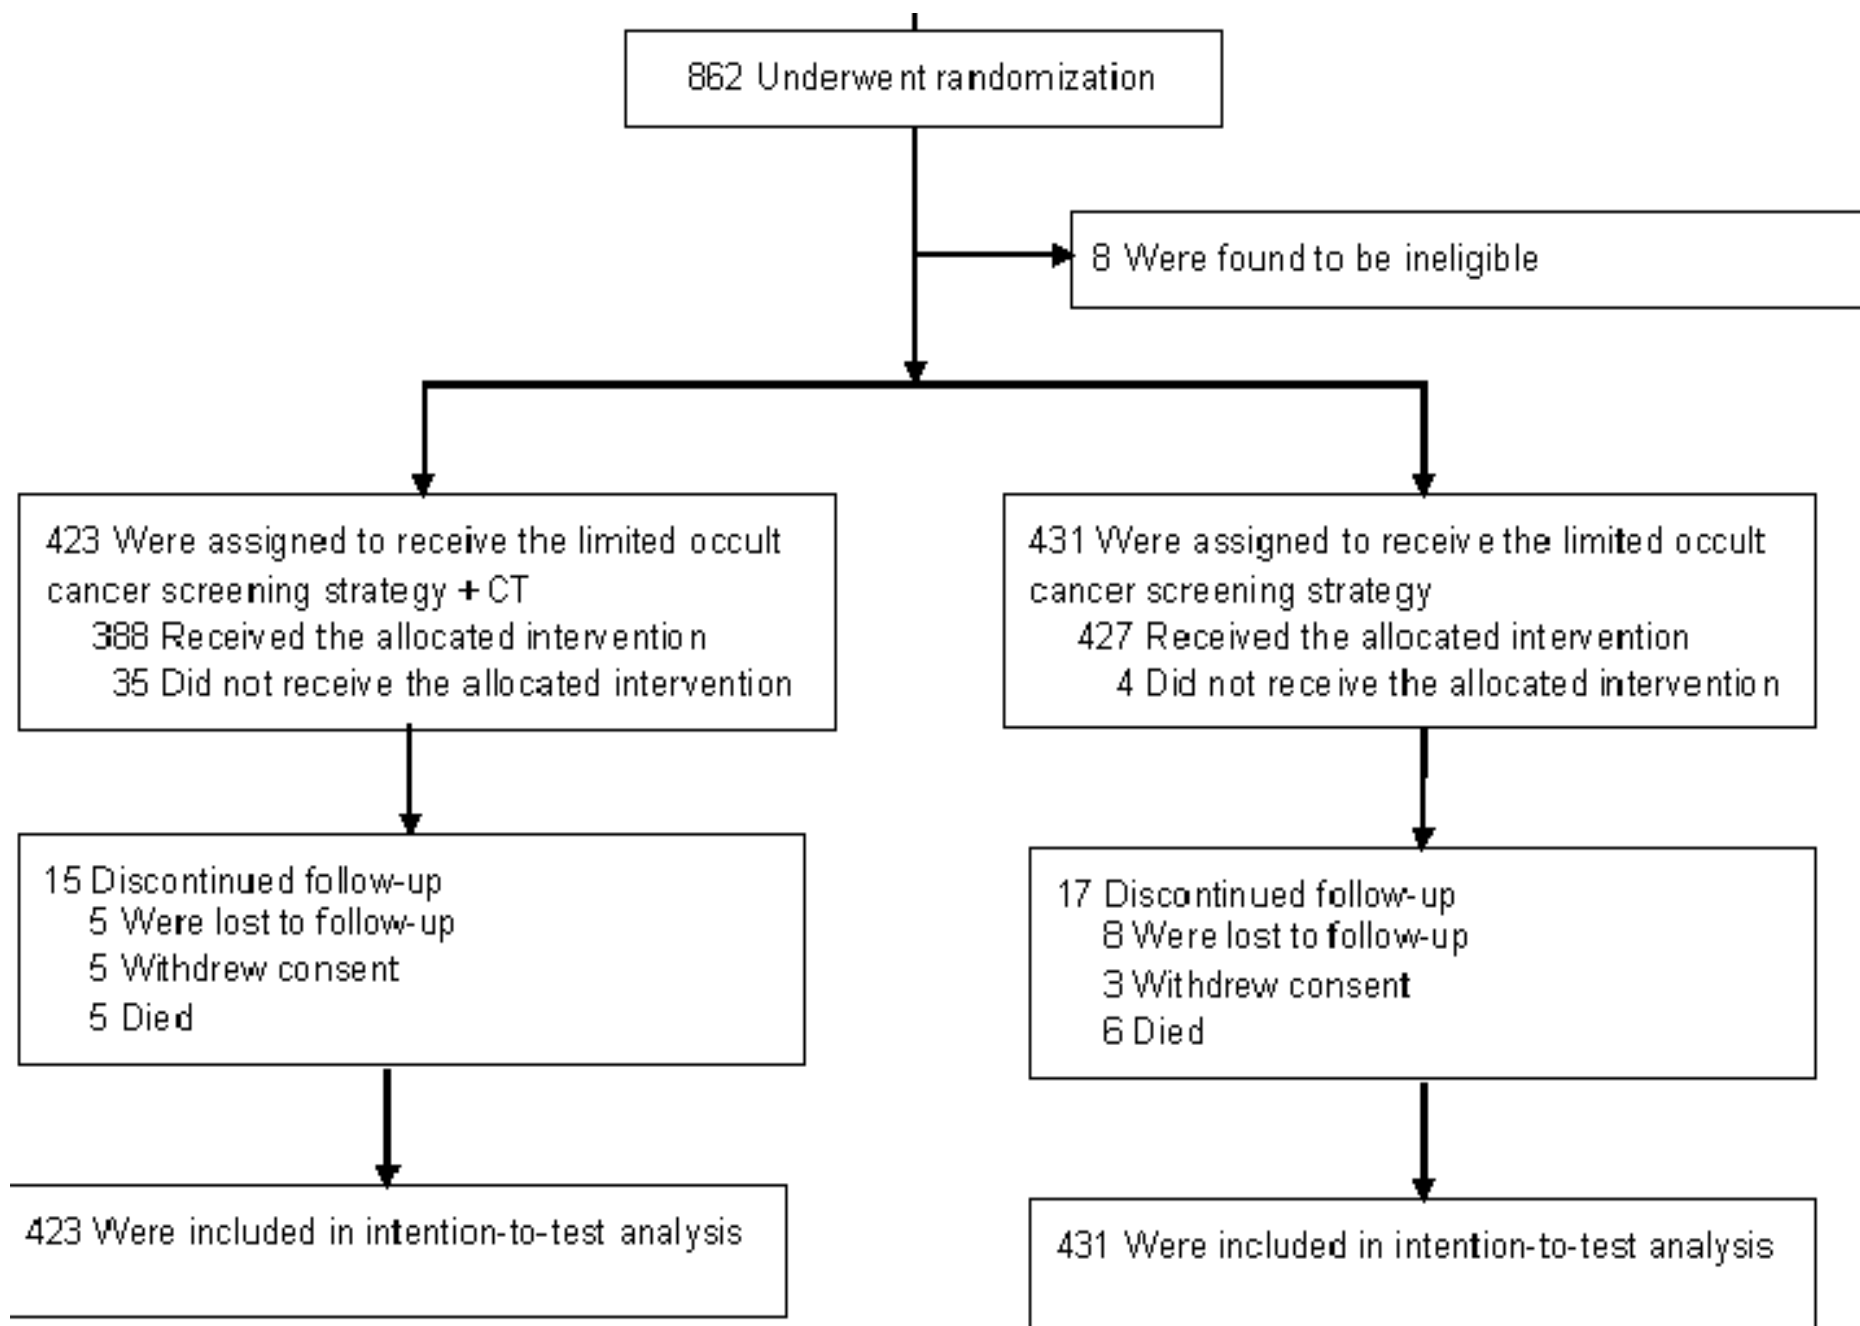 862 Underwent randomization
8 Were found to be ineligible
423 Were assigned to receive the limited occult
cancer screening strategy + CT
388 Received the allocated intervention
35 Did not receive the allocated intervention
431 Were assigned to receive the limited occult
cancer screening strategy
427 Received the allocated intervention
4 Did not receive the allocated intervention
15 Discontinued follow-up
5 Were lost to follow-up
5 Withdrew consent
5 Died
17 Discontinued follow-up
8 Were lost to follow-up
3 Withdrew consent
6 Died
423 Were included in intention-to-test analysis
431 Were included in intention-to-test analysis